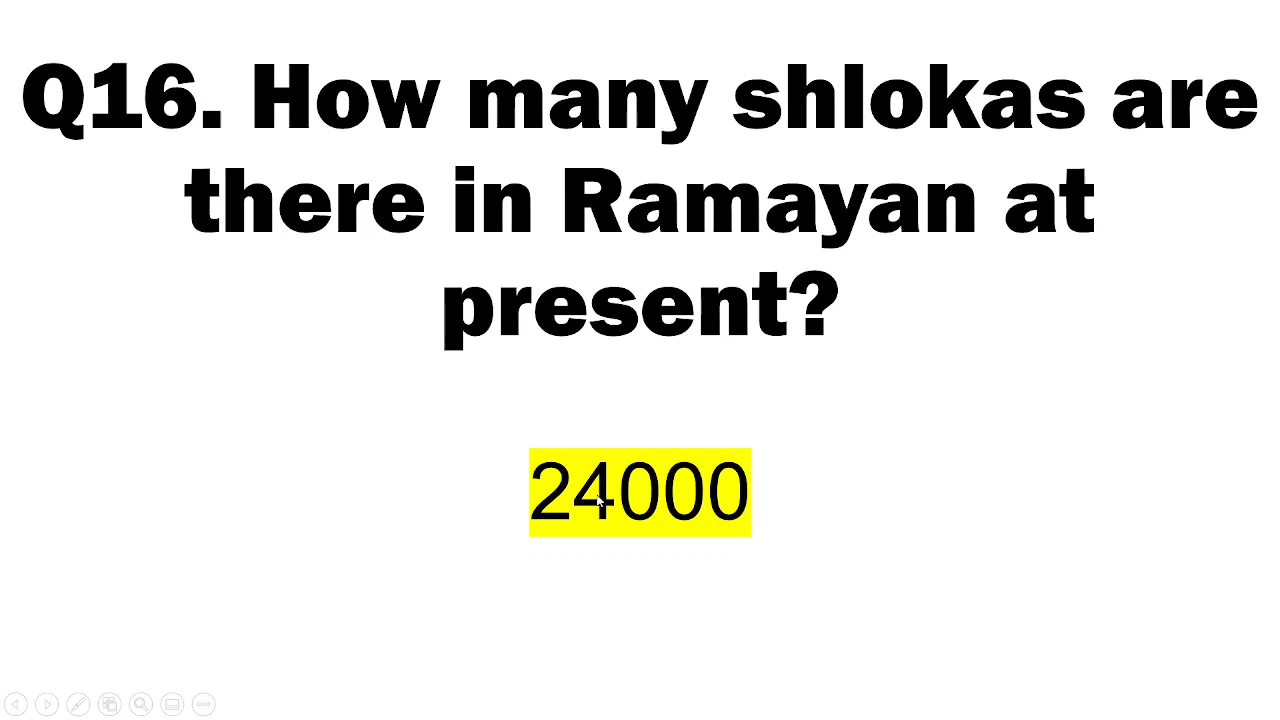 Q16. How many shlokas are
there in Ramayan at
present?
24000